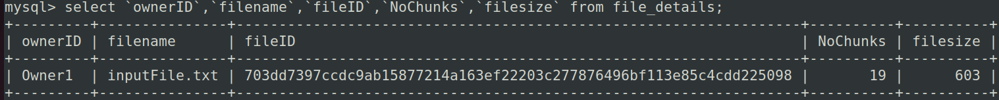 mysql> select `ownerID`,`filename`,`fileID`,`NoChunks`,`filesize` from file_details;
+---------+---------------+------------------------------------------------------------------+----------+----------+
| ownerID | filename      | fileID                                                           | NoChunks | filesize |
+---------+---------------+------------------------------------------------------------------+----------+----------+
| Owner1  | inputFile.txt | 703dd7397ccdc9ab15877214a163ef22203c277876496bf113e85c4cdd225098 |       19 |      603 |
+---------+---------------+------------------------------------------------------------------+----------+----------+